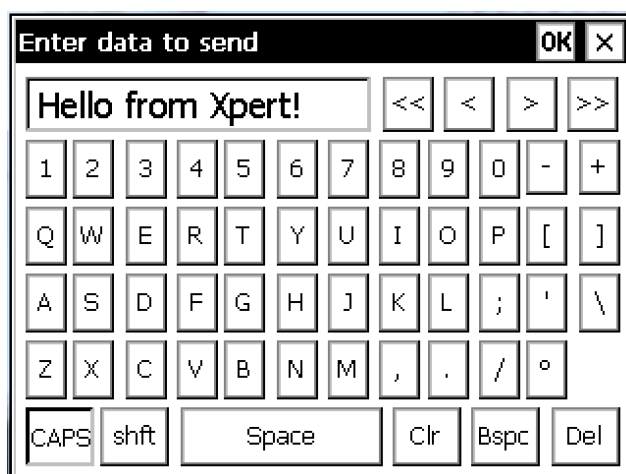 Enter data to send OK ×
Hello from Xpert! << < > >>
1 2 3 4 5 6 7 8 9 0 - +
Q W E R T Y U I O P [ ]
A S D F G H J K L ; ' \
Z X C V B N M , . / °
CAPS shft Space Clr Bspc Del